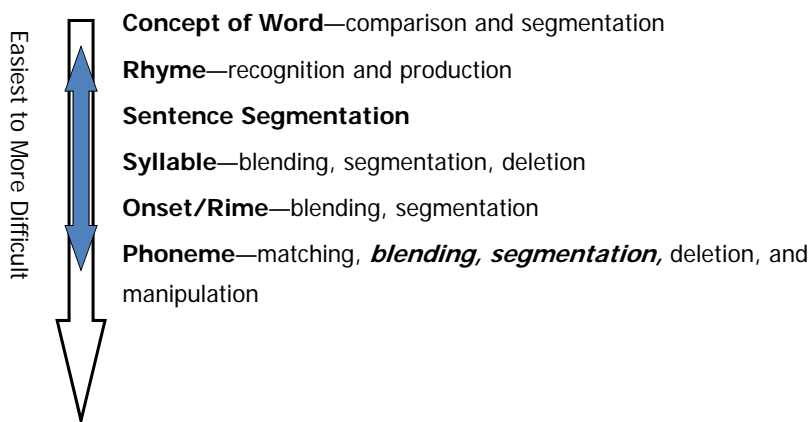 Easiest to More Difficult
Concept of Word—comparison and segmentation
Rhyme—recognition and production
Sentence Segmentation
Syllable—blending, segmentation, deletion
Onset/Rime—blending, segmentation
Phoneme—matching, blending, segmentation, deletion, and
manipulation